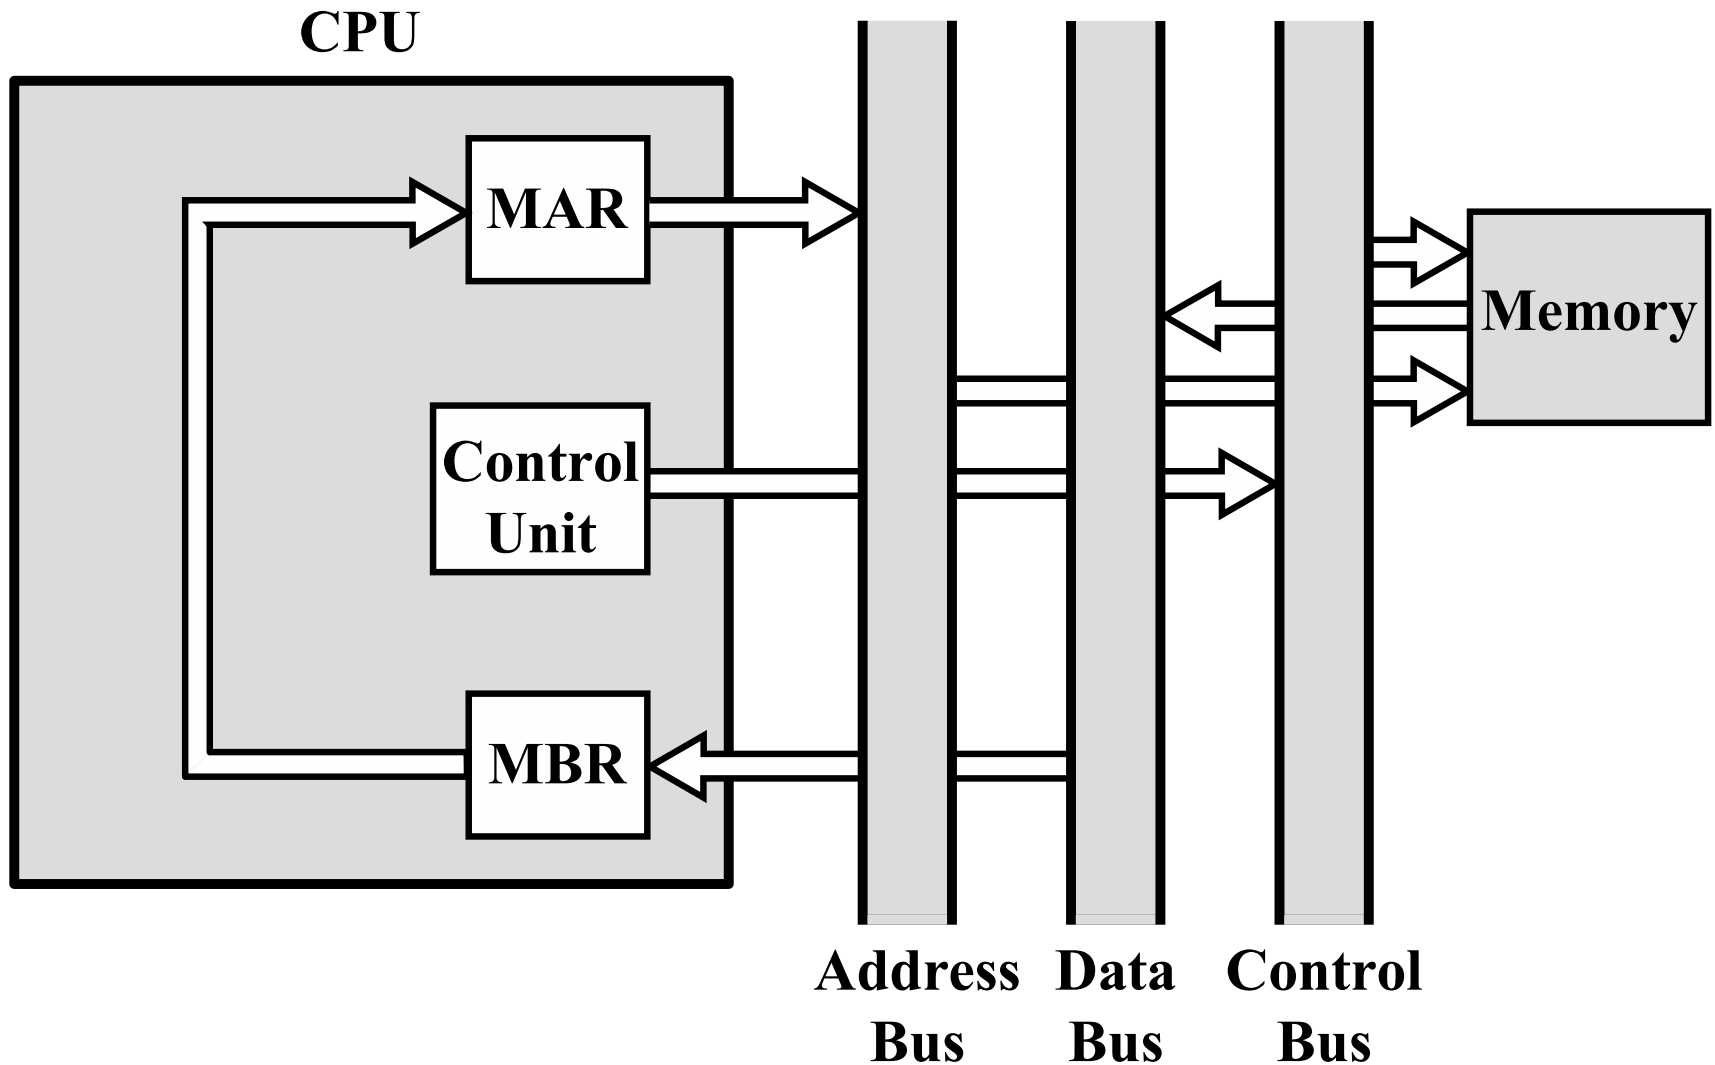 CPU
MAR
Memory
Control
Unit
MBR
Address
Bus
Data
Bus
Control
Bus